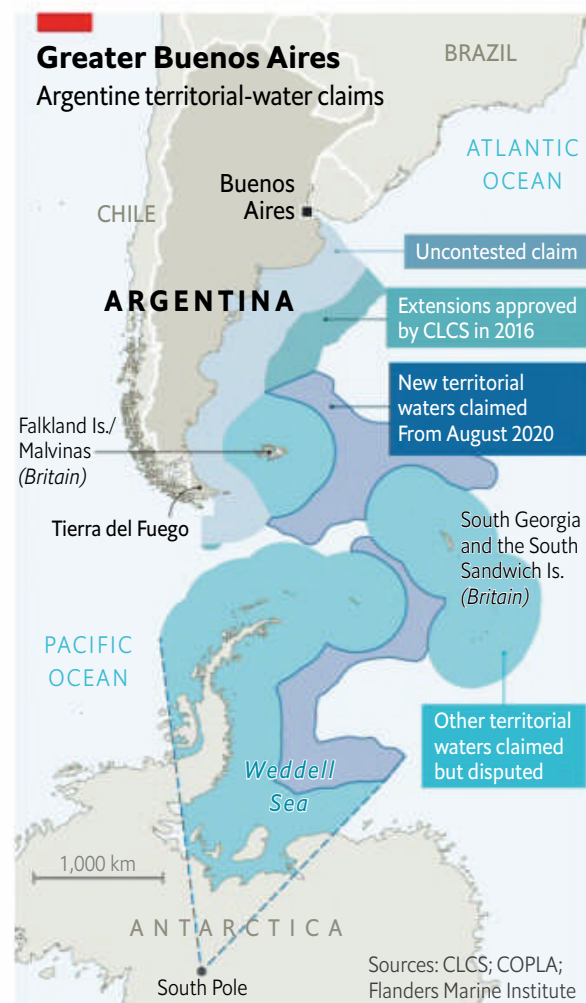 Greater Buenos Aires
Argentine territorial-water claims
BRAZIL
ATLANTIC
OCEAN
Buenos
Aires
CHILE
Uncontested claim
ARGENTINA
Extensions approved
by CLCS in 2016
New territorial
waters claimed
From August 2020
Falkland Is./
Malvinas
(Britain)
Tierra del Fuego
South Georgia
and the South
Sandwich Is.
(Britain)
PACIFIC
OCEAN
Other territorial
waters claimed
but disputed
Weddell
Sea
1,000 km
ANTARCTICA
South Pole
Sources: CLCS; COPLA;
Flanders Marine Institute